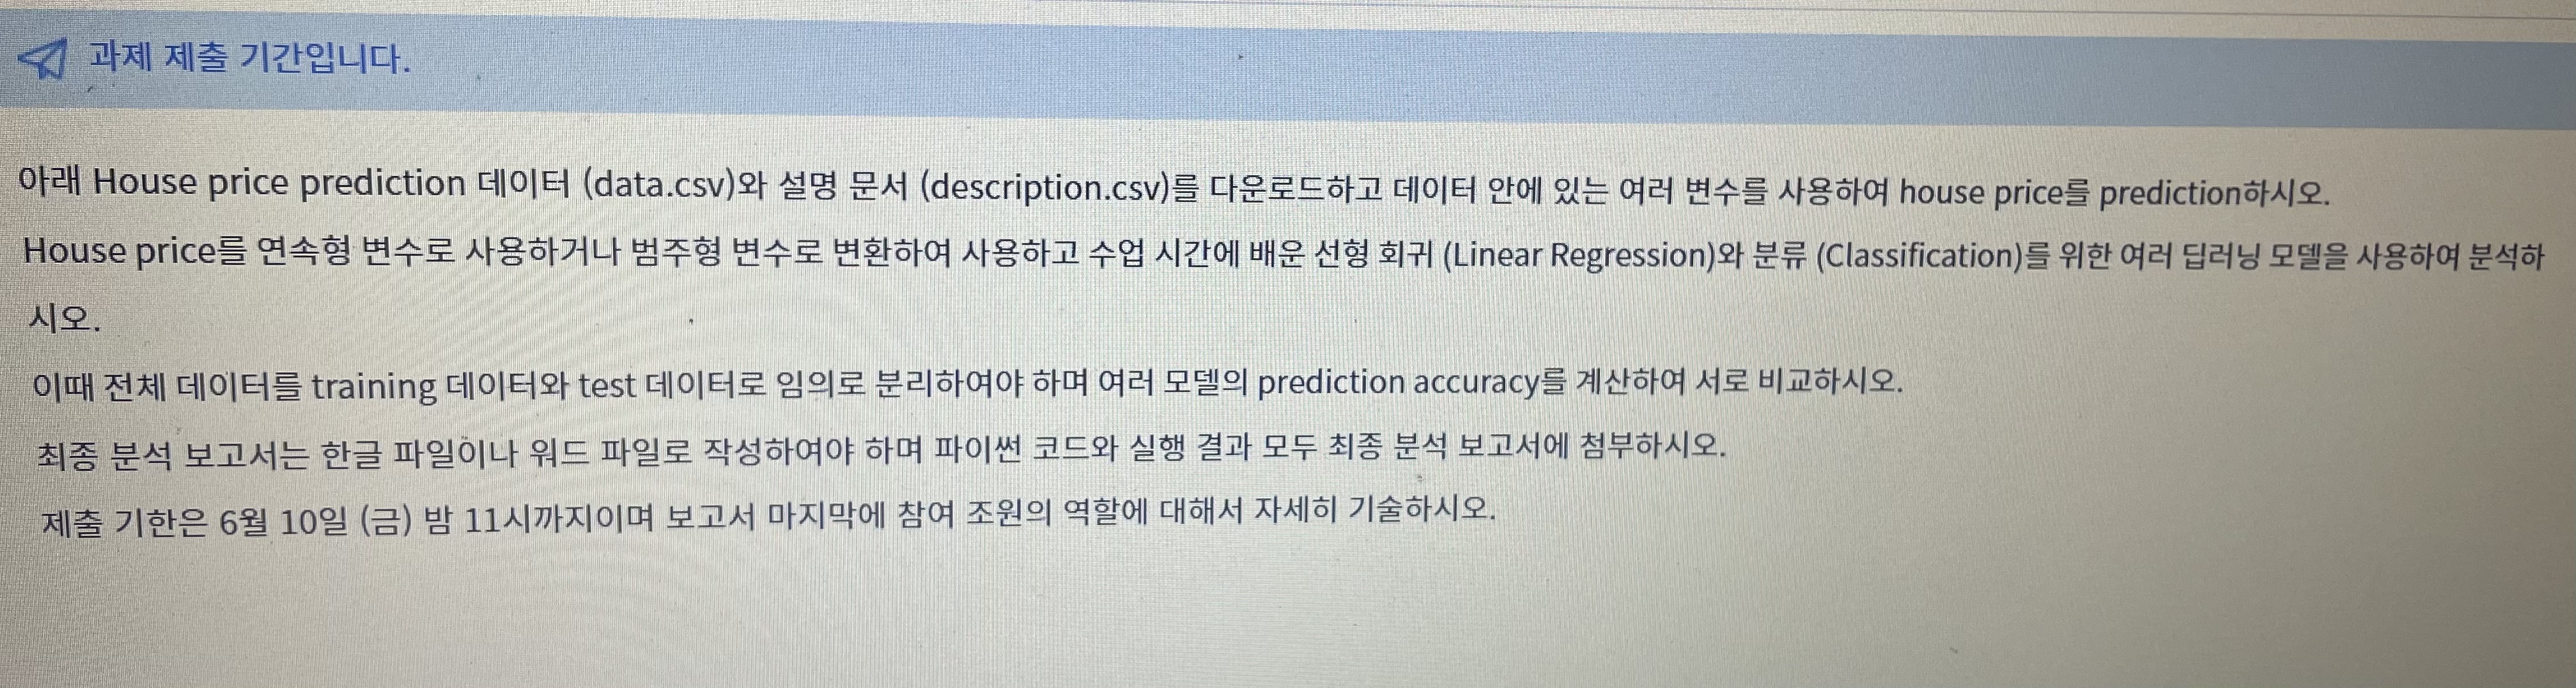 과제 제출 기간입니다.
아래 House price prediction 데이터 (data.csv)와 설명 문서 (description.csv)를 다운로드하고 데이터 안에 있는 여러 변수를 사용하여 house price를 prediction하시오.
House price를 연속형 변수로 사용하거나 범주형 변수로 변환하여 사용하고 수업 시간에 배운 선형 회귀 (Linear Regression)와 분류 (Classification)를 위한 여러 딥러닝 모델을 사용하여 분석하
시오.
이때 전체 데이터를 training 데이터와 test 데이터로 임의로 분리하여야 하며 여러 모델의 prediction accuracy를 계산하여 서로 비교하시오.
최종 분석 보고서는 한글 파일이나 워드 파일로 작성하여야 하며 파이썬 코드와 실행 결과 모두 최종 분석 보고서에 첨부하시오.
제출 기한은 6월 10일 (금) 밤 11시까지이며 보고서 마지막에 참여 조원의 역할에 대해서 자세히 기술하시오.